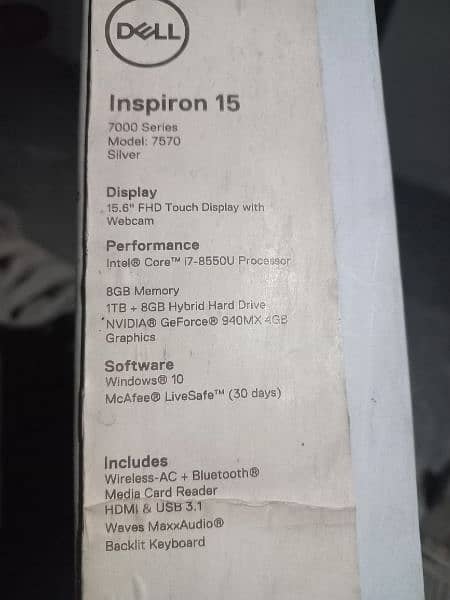 DELL
Inspiron 15
7000 Series
Model: 7570
Silver
Display
15.6" FHD Touch Display with
Webcam
Performance
Intel® Core™ i7-8550U Processor
8GB Memory
1TB + 8GB Hybrid Hard Drive
NVIDIA® GeForce® 940MX 4GB
Graphics
Software
Windows® 10
McAfee® LiveSafe™ (30 days)
Includes
Wireless-AC + Bluetooth®
Media Card Reader
HDMI & USB 3.1
Waves MaxxAudio®
Backlit Keyboard